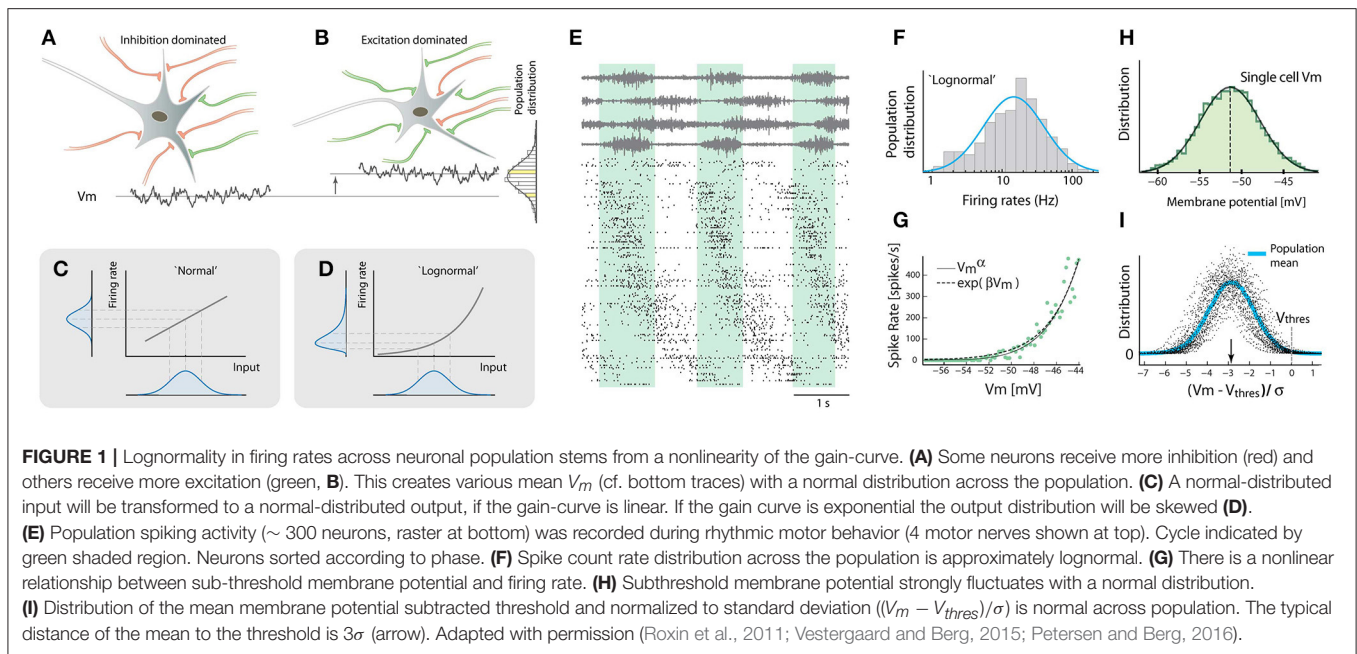 A
Inhibition dominated
B
Excitation dominated
Population
distribution
Vm
C
`Normal'
Firing rate
Input
D
`Lognormal'
Firing rate
Input
E
1 s
F
`Lognormal'
Population
distribution
1 10 100
Firing rates (Hz)
G
Vmα
exp( βVm )
Spike Rate [spikes/s]
400
300
200
100
0
−56 −54 −52 −50 −48 −46 −44
Vm [mV]
H
Single cell Vm
Distribution
−60 −55 −50 −45
Membrane potential [mV]
I
Population
mean
Vthres
Distribution
0
−7 −6 −5 −4 −3 −2 −1 0 1
(Vm - Vthres)/ σ
FIGURE 1 | Lognormality in firing rates across neuronal population stems from a nonlinearity of the gain-curve. (A) Some neurons receive more inhibition (red) and
others receive more excitation (green, B). This creates various mean Vm (cf. bottom traces) with a normal distribution across the population. (C) A normal-distributed
input will be transformed to a normal-distributed output, if the gain-curve is linear. If the gain curve is exponential the output distribution will be skewed (D).
(E) Population spiking activity (∼ 300 neurons, raster at bottom) was recorded during rhythmic motor behavior (4 motor nerves shown at top). Cycle indicated by
green shaded region. Neurons sorted according to phase. (F) Spike count rate distribution across the population is approximately lognormal. (G) There is a nonlinear
relationship between sub-threshold membrane potential and firing rate. (H) Subthreshold membrane potential strongly fluctuates with a normal distribution.
(I) Distribution of the mean membrane potential subtracted threshold and normalized to standard deviation ((Vm − Vthres)/σ) is normal across population. The typical
distance of the mean to the threshold is 3σ (arrow). Adapted with permission (Roxin et al., 2011; Vestergaard and Berg, 2015; Petersen and Berg, 2016).